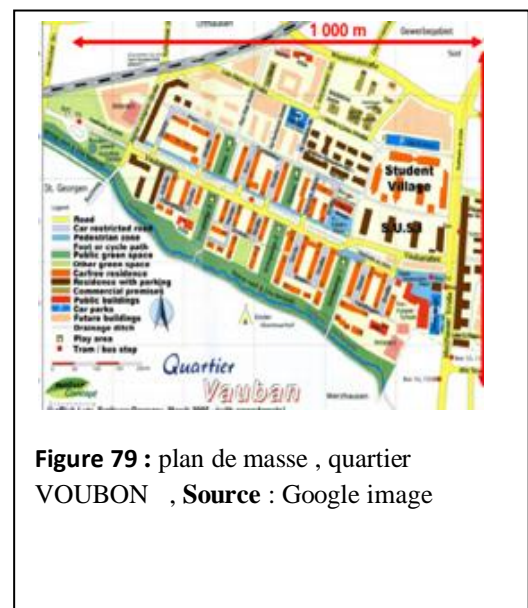 1 000 m
Gewerbegebiet
Süd
St. Georgen
Student
Village
S.U.S.I
Legend
Road
Car restricted road
Pedestrian zone
Foot or cycle path
Public green space
Other green space
Carfree residence
Residence with parking
Commercial premises
Public buildings
Car parks
Future buildings
Drainage ditch
Play area
Tram / bus stop
Quartier
Vauban
Merzhausen
Figure 79 : plan de masse , quartier
VOUBON , Source : Google image